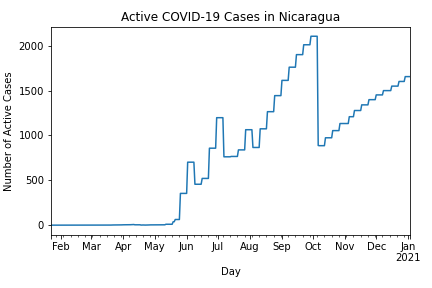 Active COVID-19 Cases in Nicaragua
Number of Active Cases
2000
1500
1000
500
0
Feb Mar Apr May Jun Jul Aug Sep Oct Nov Dec Jan
2021
Day